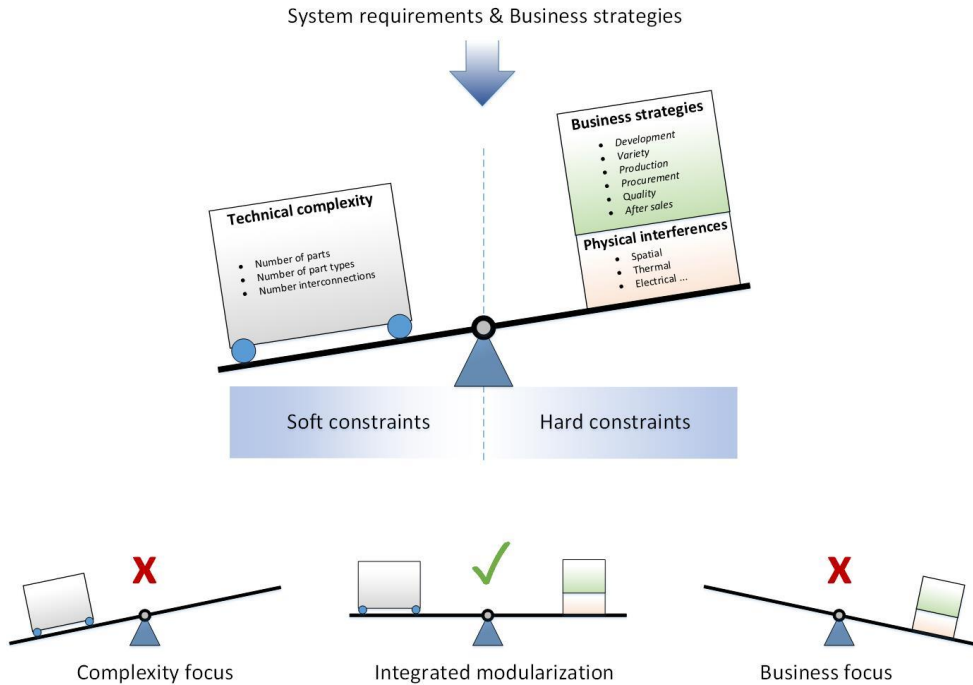 System requirements & Business strategies
Business strategies
• Development
• Variety
• Production
• Procurement
• Quality
• After sales
Physical interferences
• Spatial
• Thermal
• Electrical ...
Technical complexity
• Number of parts
• Number of part types
• Number interconnections
Soft constraints
Hard constraints
X
X
Complexity focus
Integrated modularization
Business focus